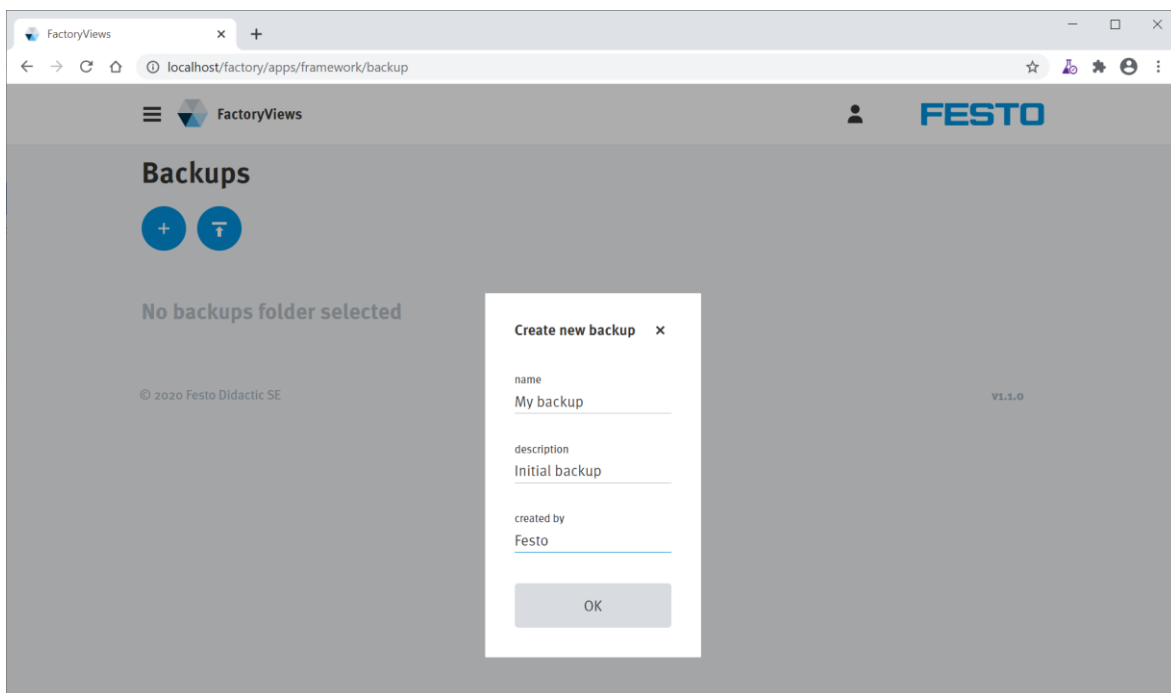 FactoryViews
localhost/factory/apps/framework/backup
FactoryViews
FESTO
Backups
No backups folder selected
Create new backup
name
My backup
description
Initial backup
created by
Festo
OK
© 2020 Festo Didactic SE
v1.1.0